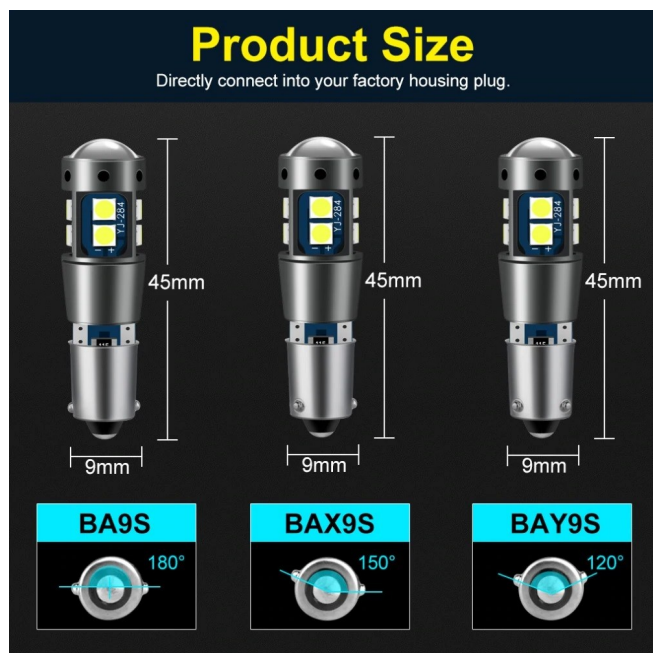 Product Size
Directly connect into your factory housing plug.
YJ-284
- +
45mm
9mm
YJ-284
- +
45mm
9mm
YJ-284
- +
45mm
9mm
BA9S
180°
BAX9S
150°
BAY9S
120°